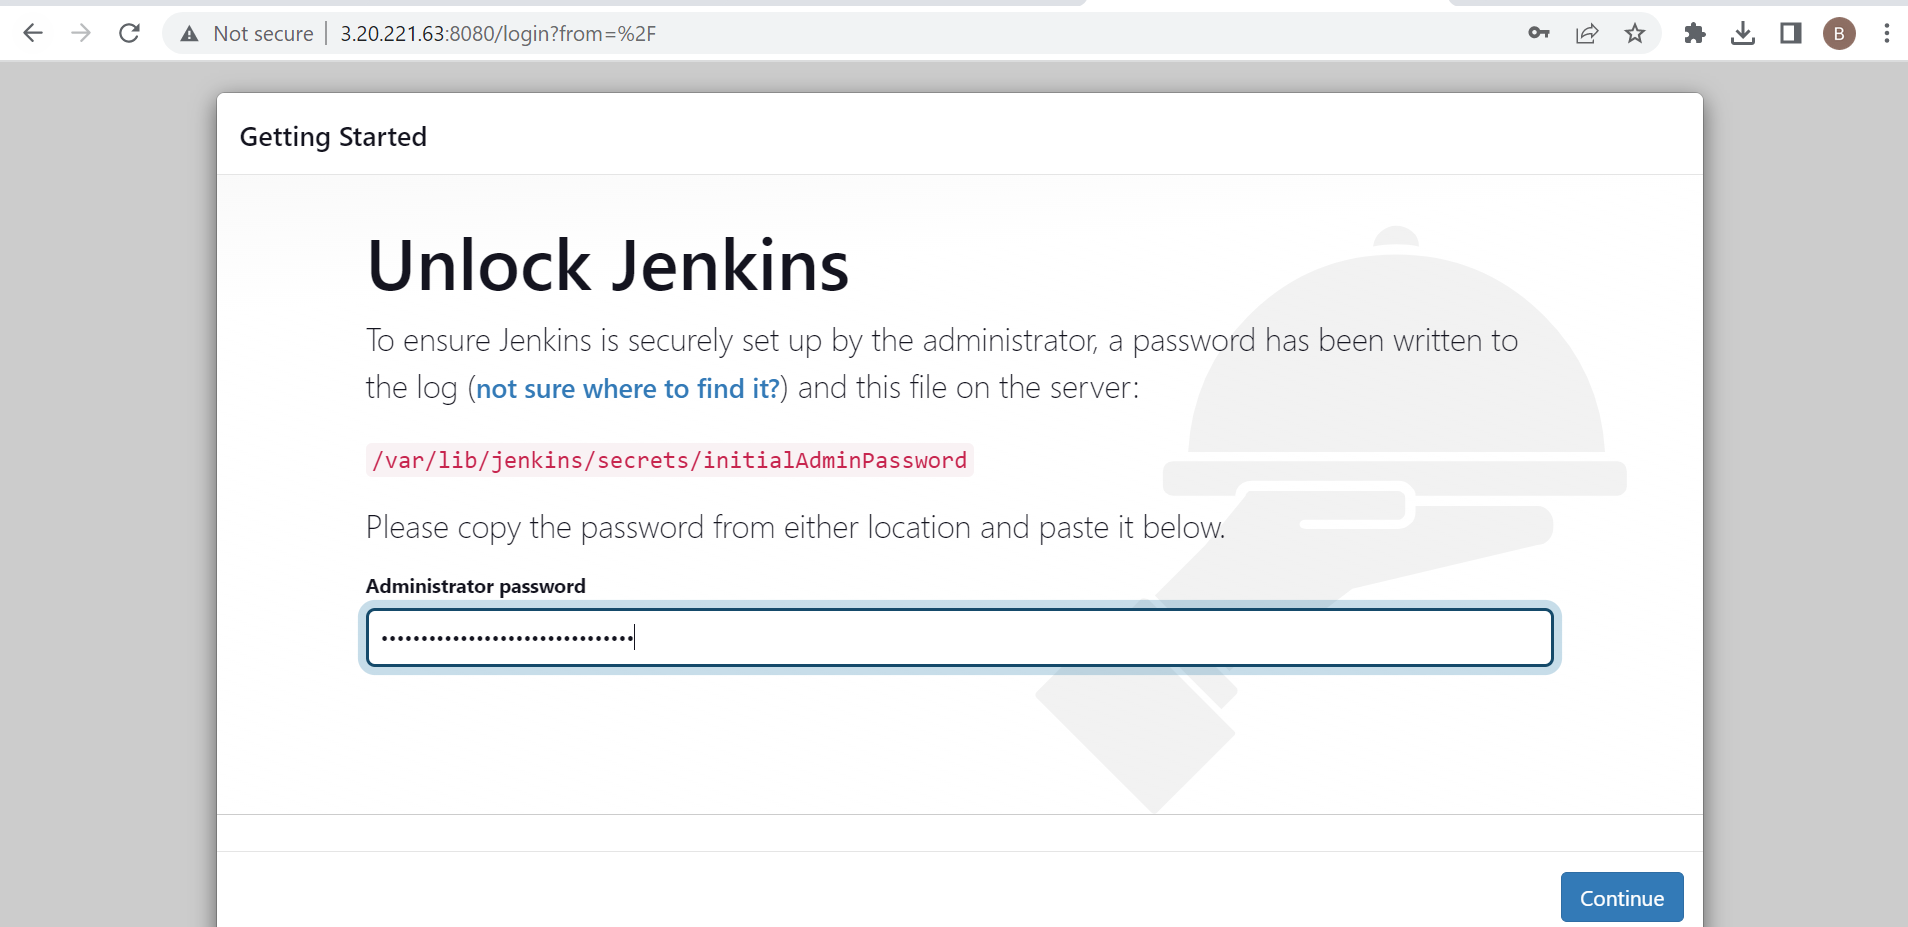 Not secure | 3.20.221.63:8080/login?from=%2F
B
Getting Started
Unlock Jenkins
To ensure Jenkins is securely set up by the administrator, a password has been written to
the log (not sure where to find it?) and this file on the server:
/var/lib/jenkins/secrets/initialAdminPassword
Please copy the password from either location and paste it below.
Administrator password
Continue